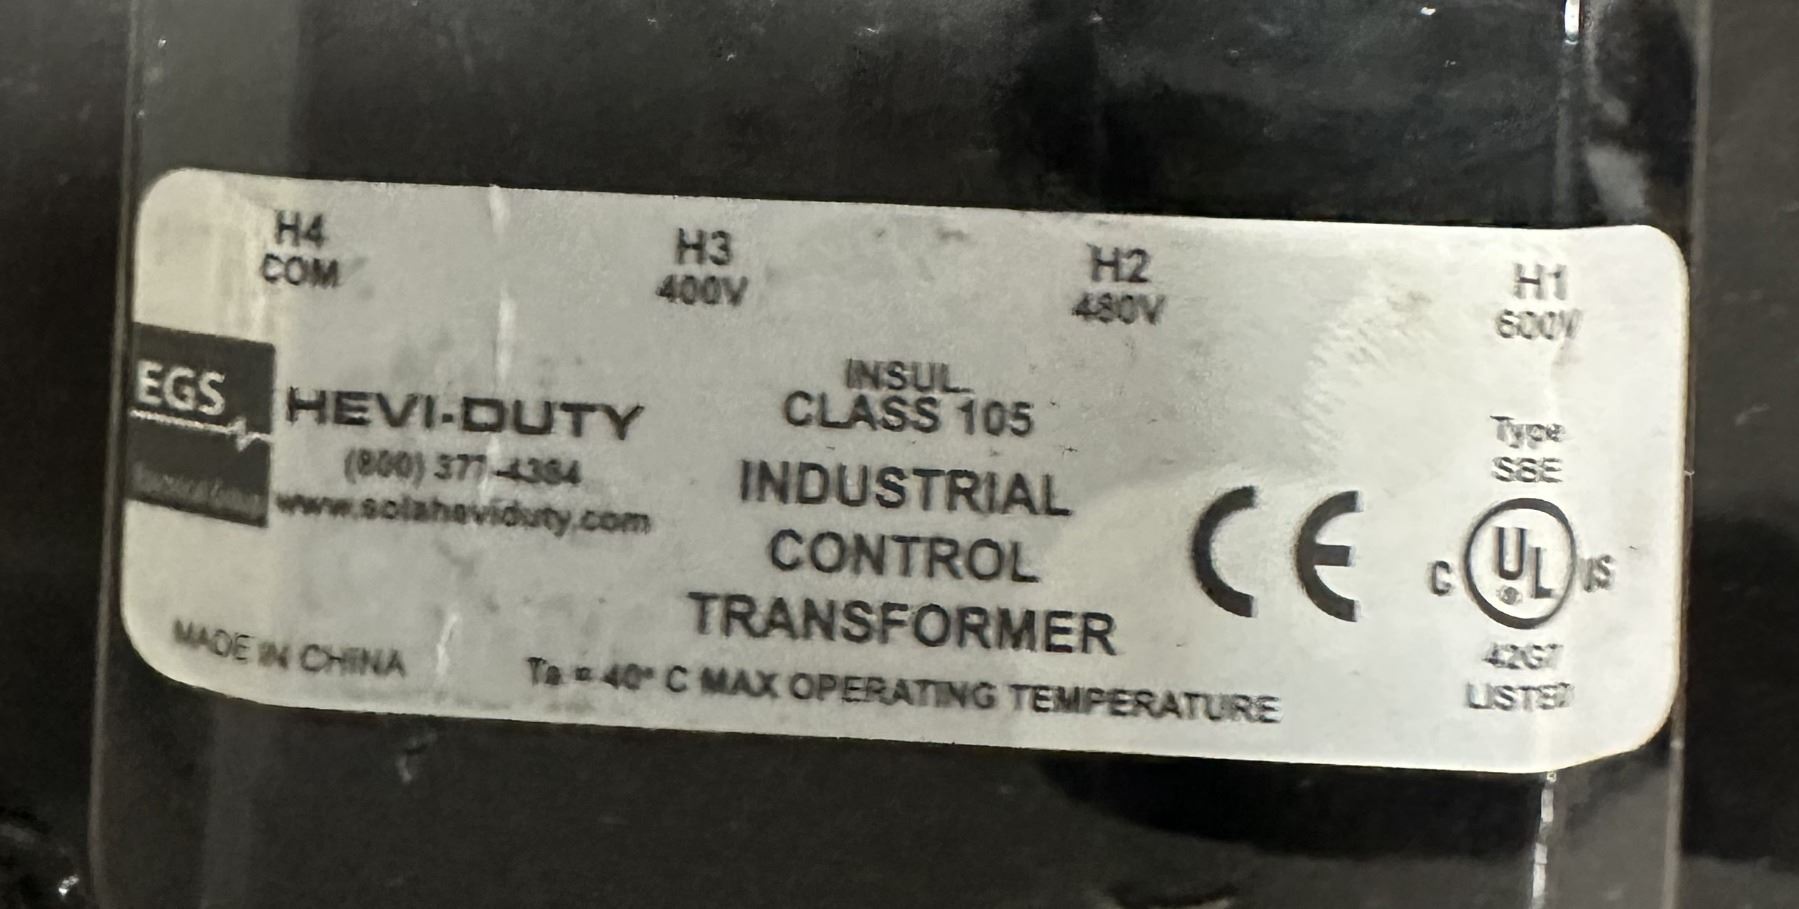 H4
COM
H3
400V
H2
480V
H1
600V
EGS
HEVI-DUTY
(800) 377-4384
www.solaheviduty.com
INSUL.
CLASS 105
INDUSTRIAL
CONTROL
TRANSFORMER
CE
Type
SBE
C UL US
LISTED
MADE IN CHINA
Ta = 40° C MAX OPERATING TEMPERATURE